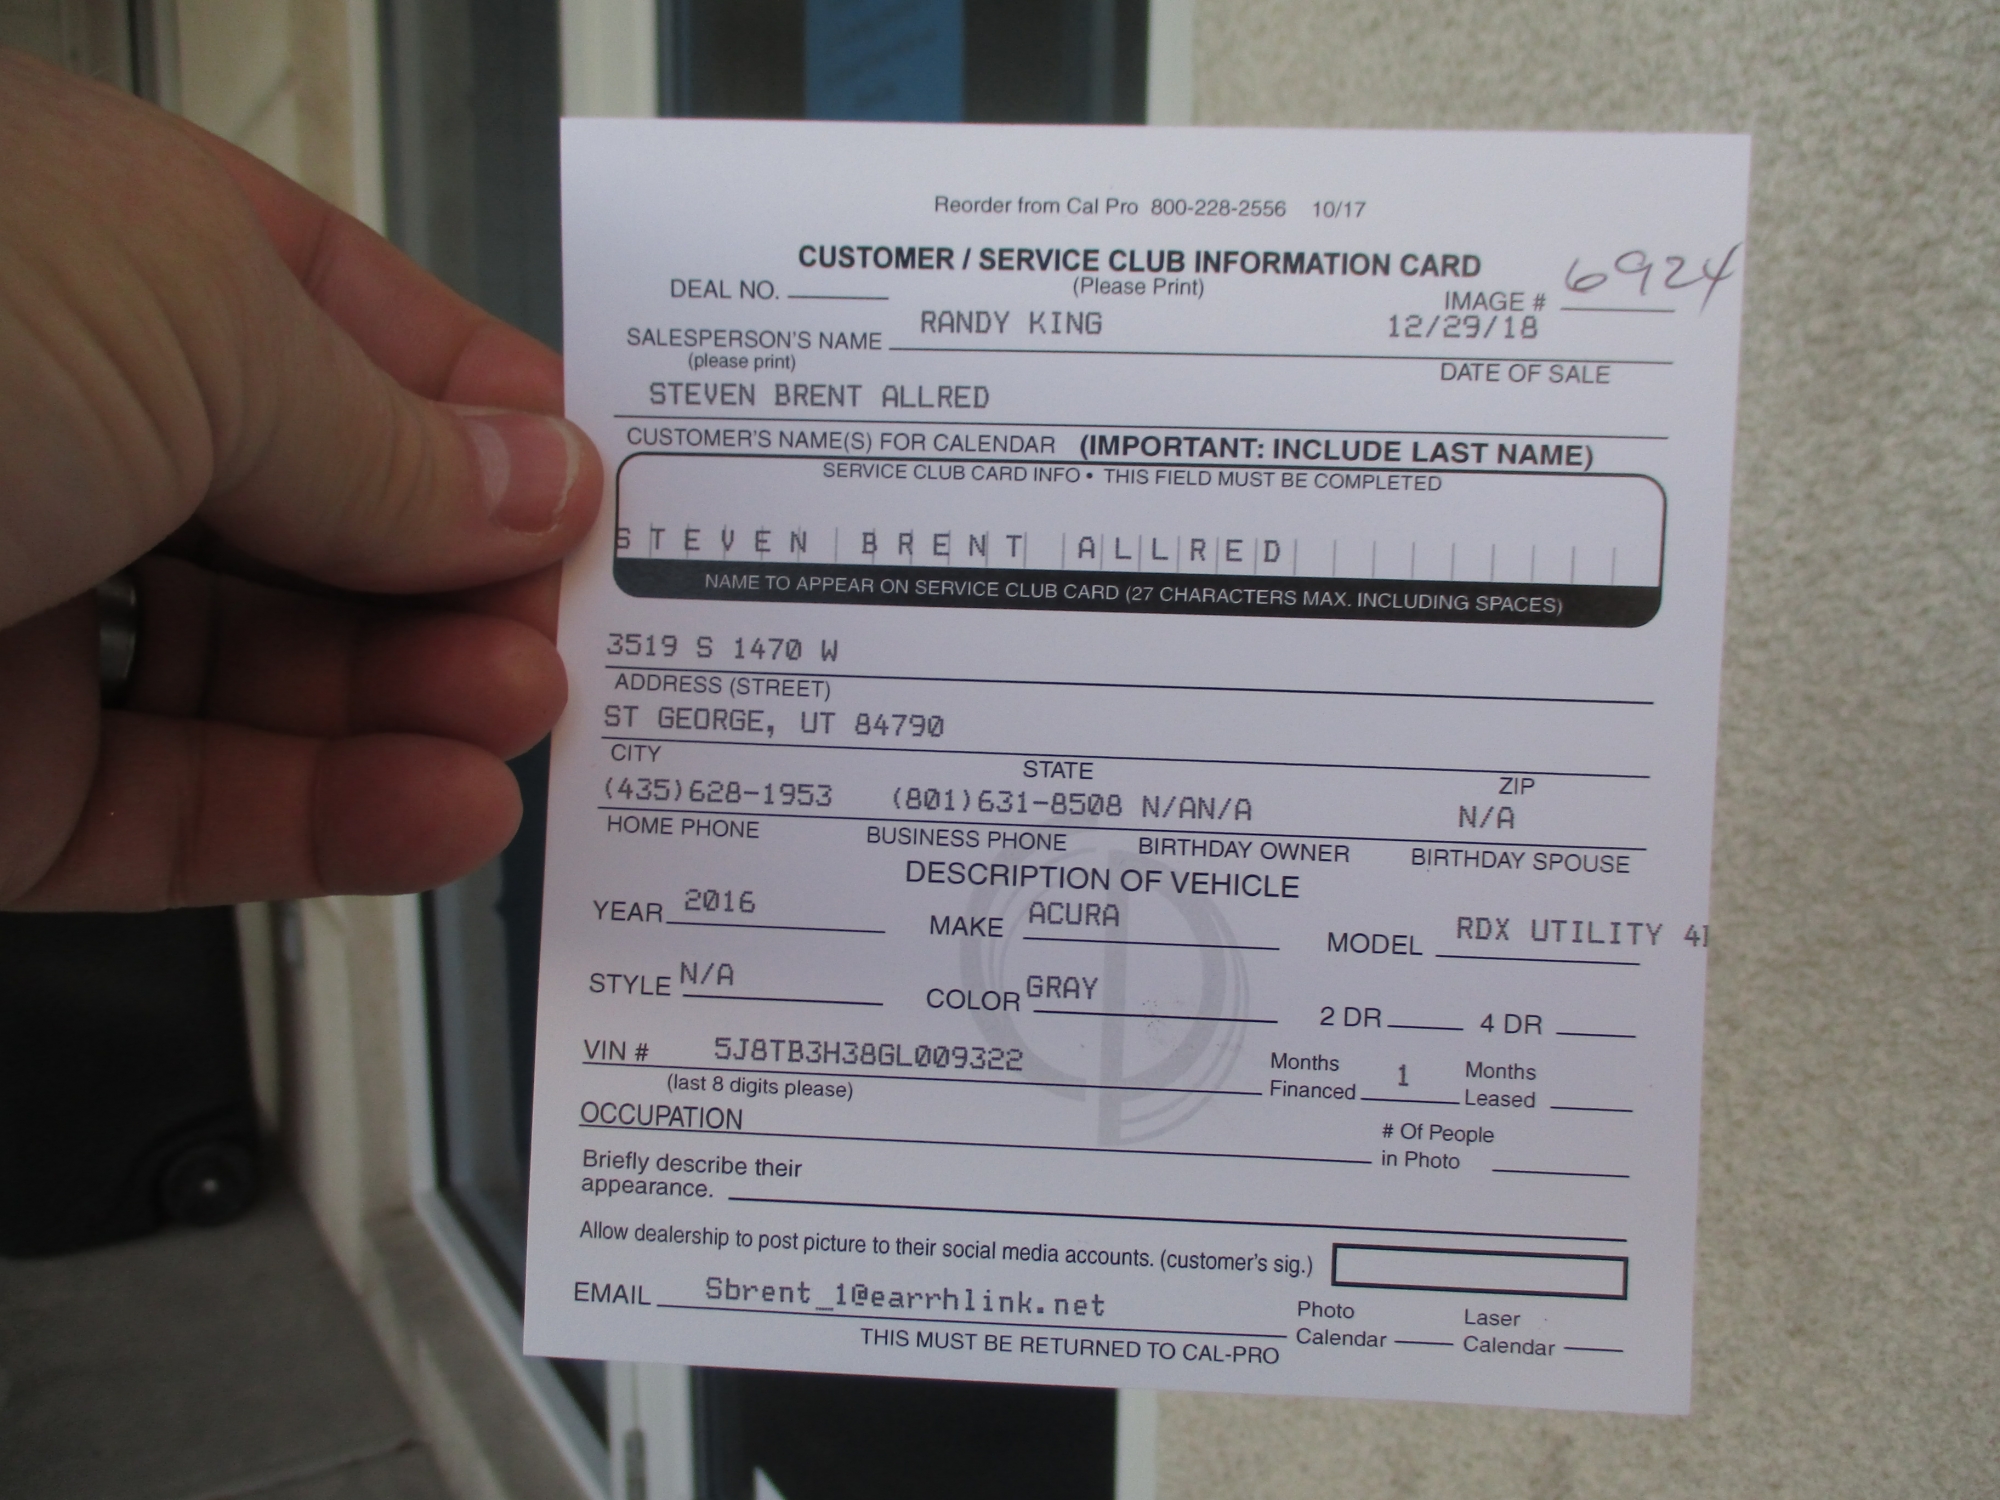 Reorder from Cal Pro 800-228-2556 10/17
CUSTOMER / SERVICE CLUB INFORMATION CARD
(Please Print)
DEAL NO.
IMAGE # 6924
SALESPERSON'S NAME RANDY KING 12/29/18
(please print)
DATE OF SALE
STEVEN BRENT ALLRED
CUSTOMER'S NAME(S) FOR CALENDAR (IMPORTANT: INCLUDE LAST NAME)
SERVICE CLUB CARD INFO • THIS FIELD MUST BE COMPLETED
STEVEN BRENT ALLRED
NAME TO APPEAR ON SERVICE CLUB CARD (27 CHARACTERS MAX. INCLUDING SPACES)
3519 S 1470 W
ADDRESS (STREET)
ST GEORGE, UT 84790
CITY STATE ZIP
(435)628-1953 (801)631-8508 N/AN/A N/A
HOME PHONE BUSINESS PHONE BIRTHDAY OWNER BIRTHDAY SPOUSE
DESCRIPTION OF VEHICLE
YEAR 2016 MAKE ACURA MODEL RDX UTILITY
STYLE N/A COLOR GRAY 2 DR 4 DR
VIN # 5J8TB3H38GL009322
(last 8 digits please)
Months Financed 1 Months Leased
OCCUPATION
# Of People in Photo
Briefly describe their
appearance.
Allow dealership to post picture to their social media accounts. (customer's sig.)
EMAIL Sbrent_1@earrhlink.net
Photo Calendar Laser Calendar
THIS MUST BE RETURNED TO CAL-PRO